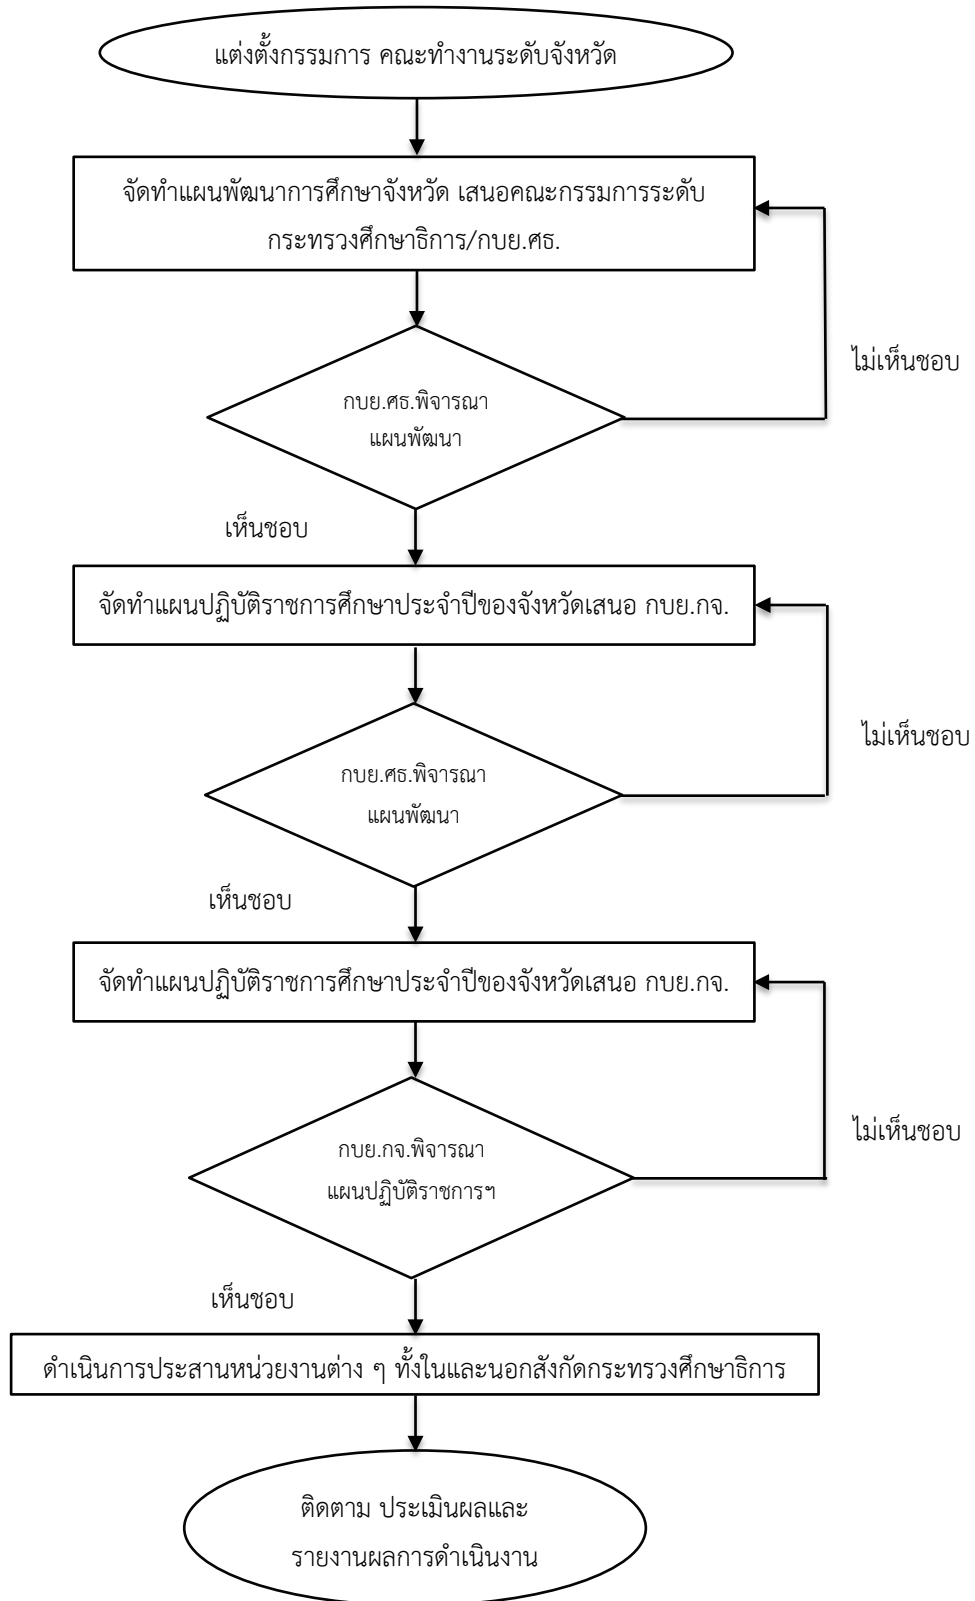 แต่งตั้งกรรมการ คณะทำงานระดับจังหวัด
จัดทำแผนพัฒนาการศึกษาจังหวัด เสนอคณะกรรมการระดับ
กระทรวงศึกษาธิการ/กบย.ศธ.
ไม่เห็นชอบ
กบย.ศธ.พิจารณา
แผนพัฒนา
เห็นชอบ
จัดทำแผนปฏิบัติราชการศึกษาประจำปีของจังหวัดเสนอ กบย.กจ.
ไม่เห็นชอบ
กบย.ศธ.พิจารณา
แผนพัฒนา
เห็นชอบ
จัดทำแผนปฏิบัติราชการศึกษาประจำปีของจังหวัดเสนอ กบย.กจ.
ไม่เห็นชอบ
กบย.กจ.พิจารณา
แผนปฏิบัติราชการฯ
เห็นชอบ
ดำเนินการประสานหน่วยงานต่าง ๆ ทั้งในและนอกสังกัดกระทรวงศึกษาธิการ
ติดตาม ประเมินผลและ
รายงานผลการดำเนินงาน